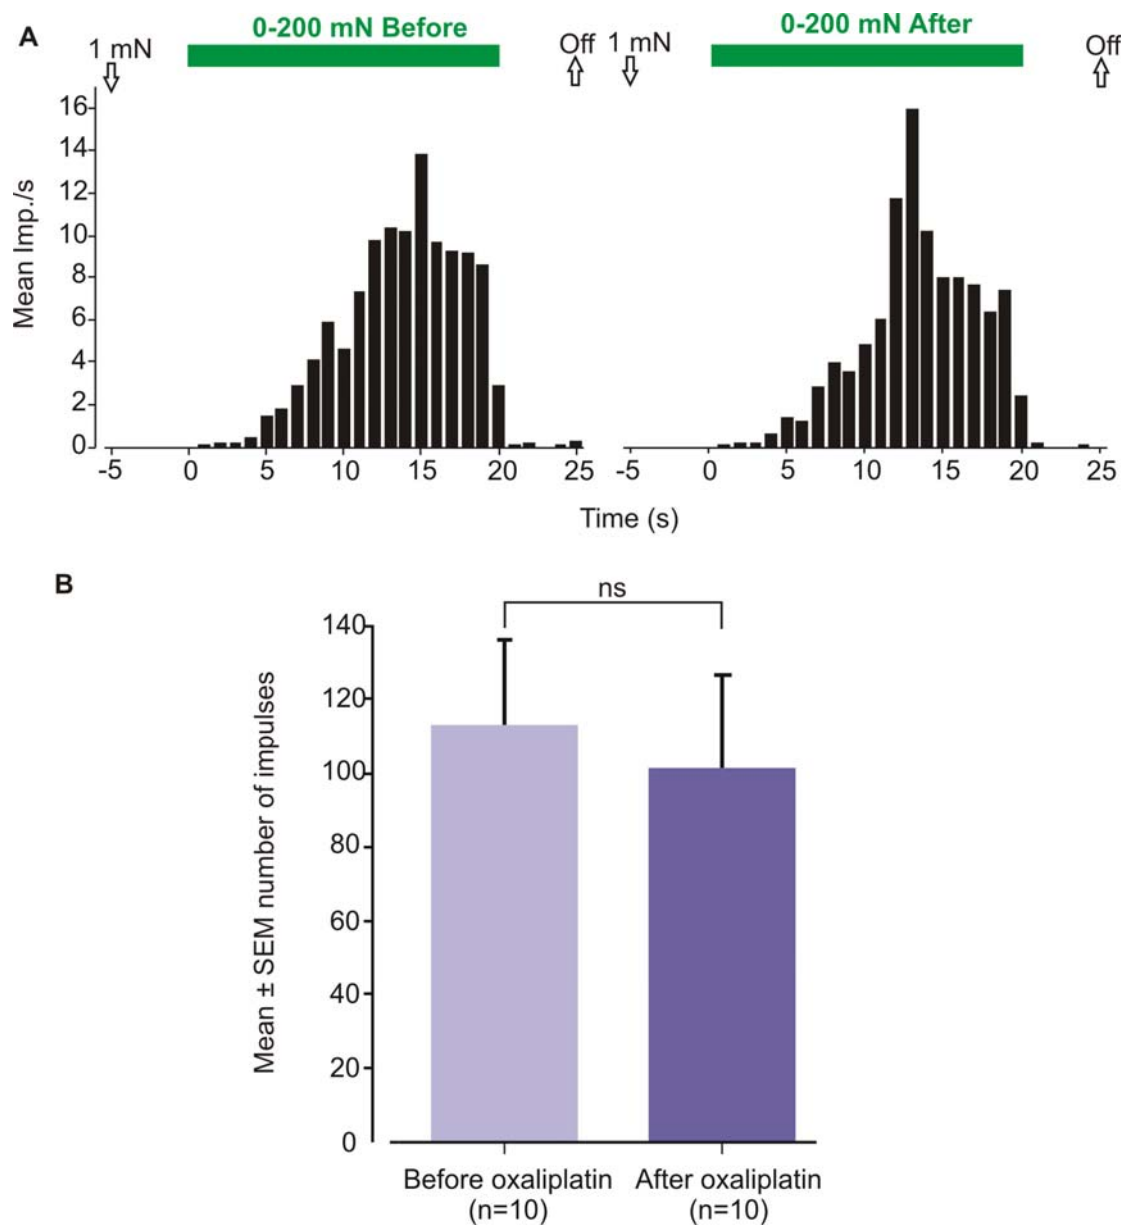 A
0-200 mN Before
0-200 mN After
1 mN
Off
1 mN
Off
Mean Imp./s
16
14
12
10
8
6
4
2
0
-5 0 5 10 15 20 25
-5 0 5 10 15 20 25
Time (s)
B
ns
Mean ± SEM number of impulses
140
120
100
80
60
40
20
0
Before oxaliplatin
(n=10)
After oxaliplatin
(n=10)